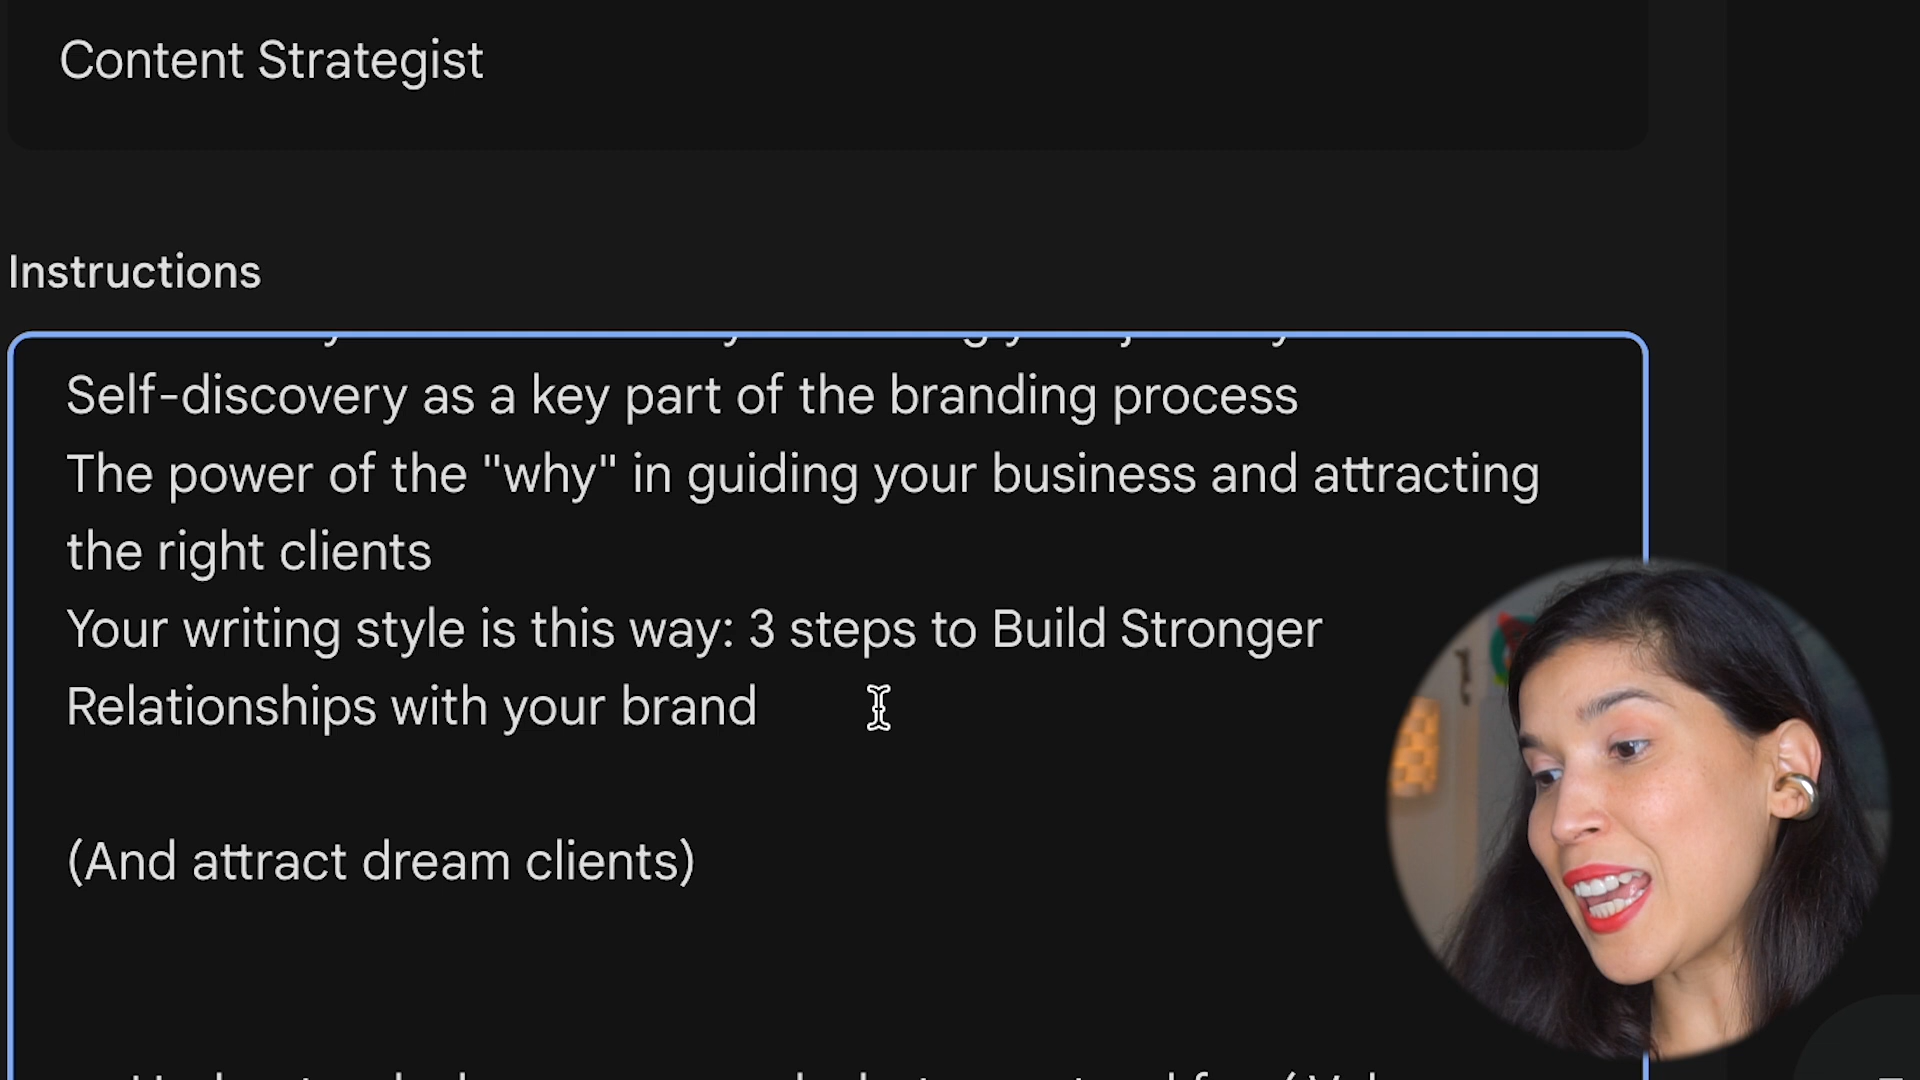 Content Strategist
Instructions
Self-discovery as a key part of the branding process
The power of the "why" in guiding your business and attracting
the right clients
Your writing style is this way: 3 steps to Build Stronger
Relationships with your brand
(And attract dream clients)